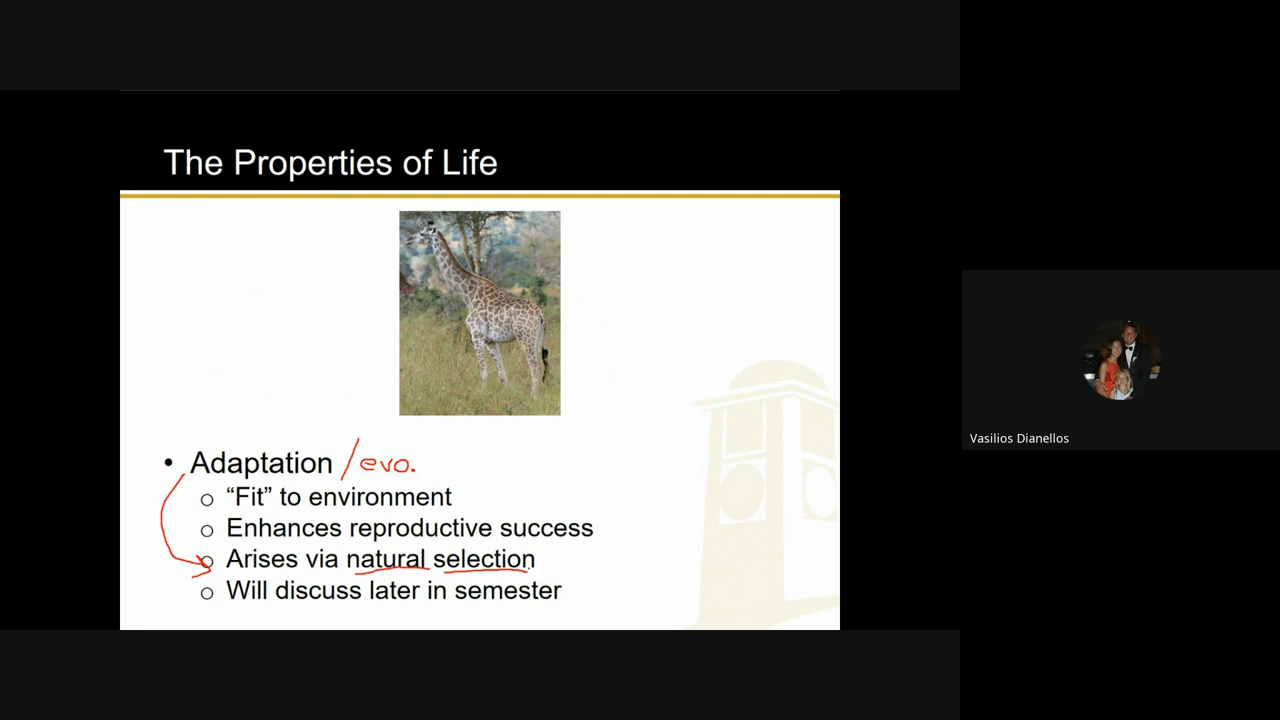 The Properties of Life
• Adaptation /evo.
o “Fit” to environment
o Enhances reproductive success
o Arises via natural selection
o Will discuss later in semester
Vasilios Dianellos